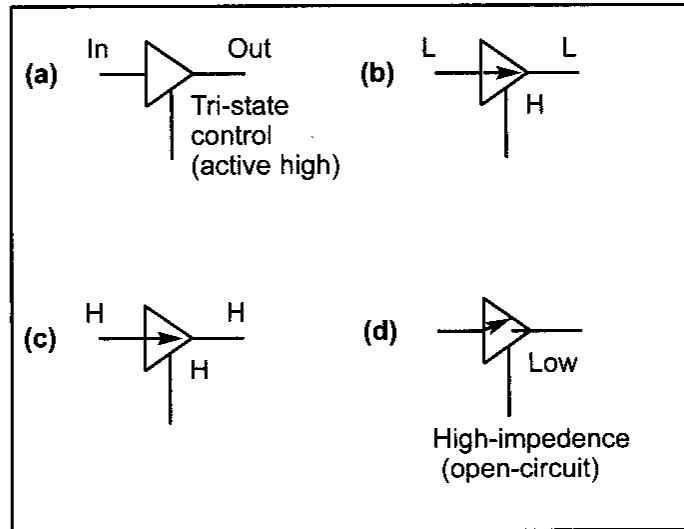 (a) In Out
Tri-state
control
(active high)
(b) L L
H
(c) H H
H
(d)
Low
High-impedence
(open-circuit)